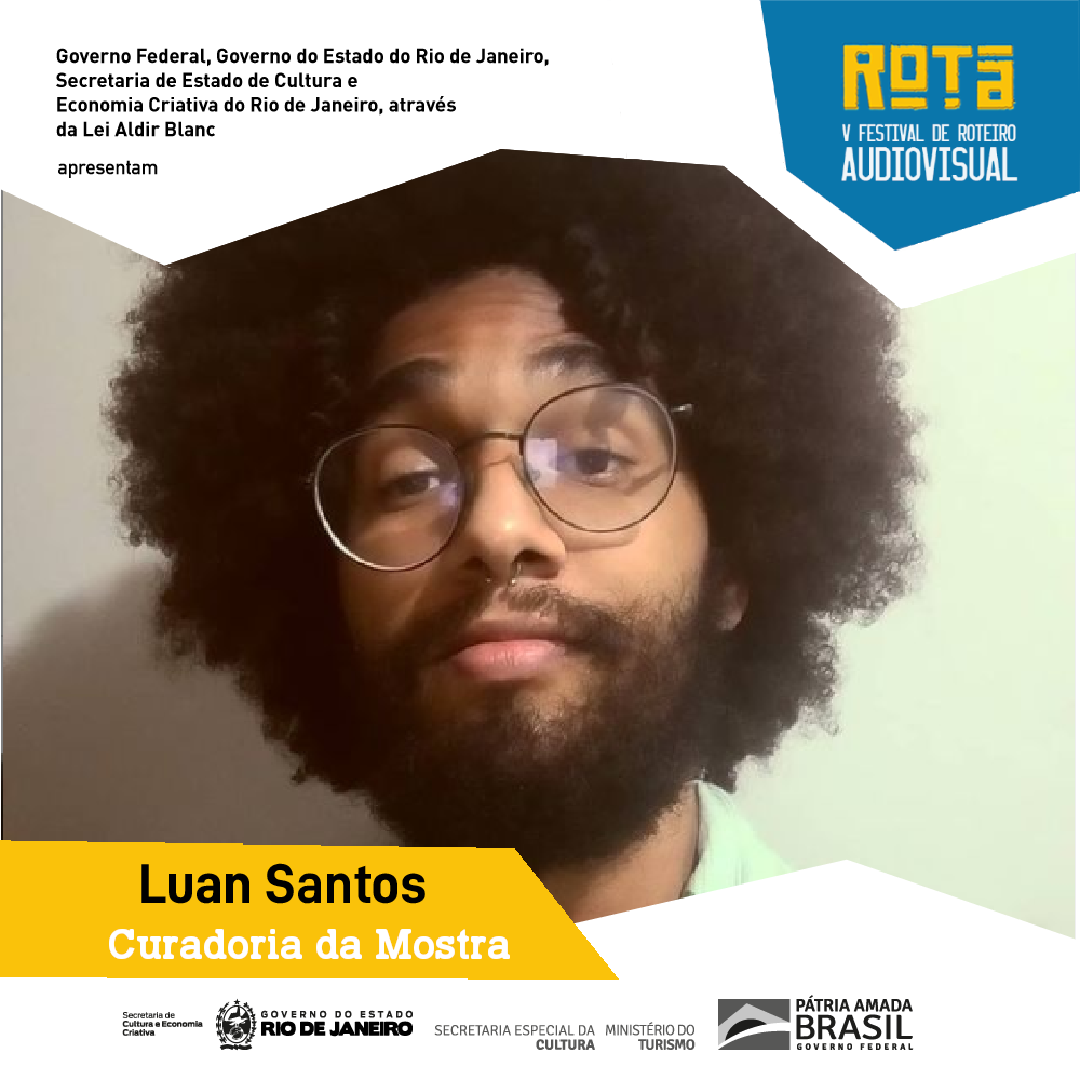 Governo Federal, Governo do Estado do Rio de Janeiro,
Secretaria de Estado de Cultura e
Economia Criativa do Rio de Janeiro, através
da Lei Aldir Blanc
apresentam
ROTA
V FESTIVAL DE ROTEIRO
AUDIOVISUAL
Luan Santos
Curadoria da Mostra
Secretaria de
Cultura e Economia
Criativa
GOVERNO DO ESTADO
RIO DE JANEIRO
SECRETARIA ESPECIAL DA
CULTURA
MINISTÉRIO DO
TURISMO
PÁTRIA AMADA
BRASIL
GOVERNO FEDERAL